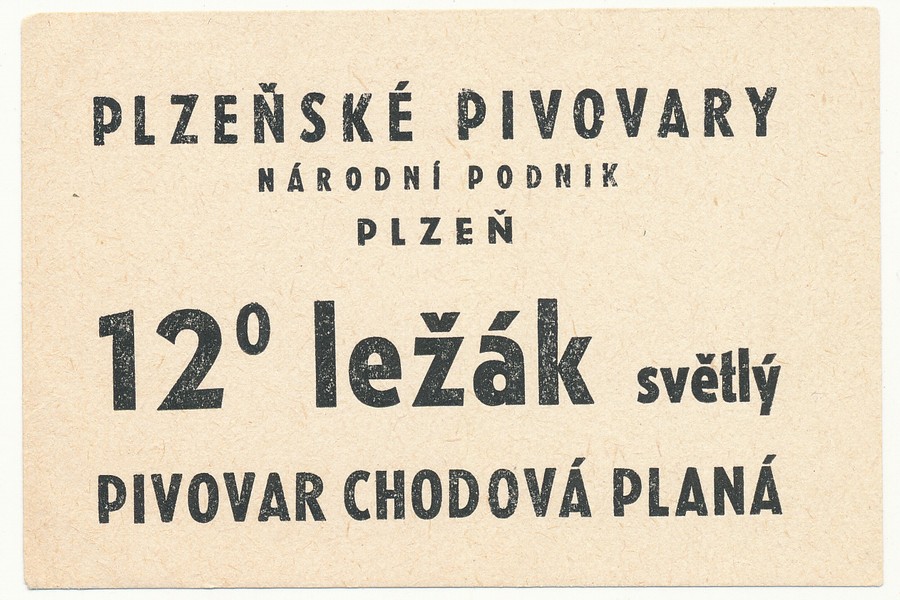 PLZEŇSKÉ PIVOVARY
NÁRODNÍ PODNIK
PLZEŇ
12° ležák světlý
PIVOVAR CHODOVÁ PLANÁ